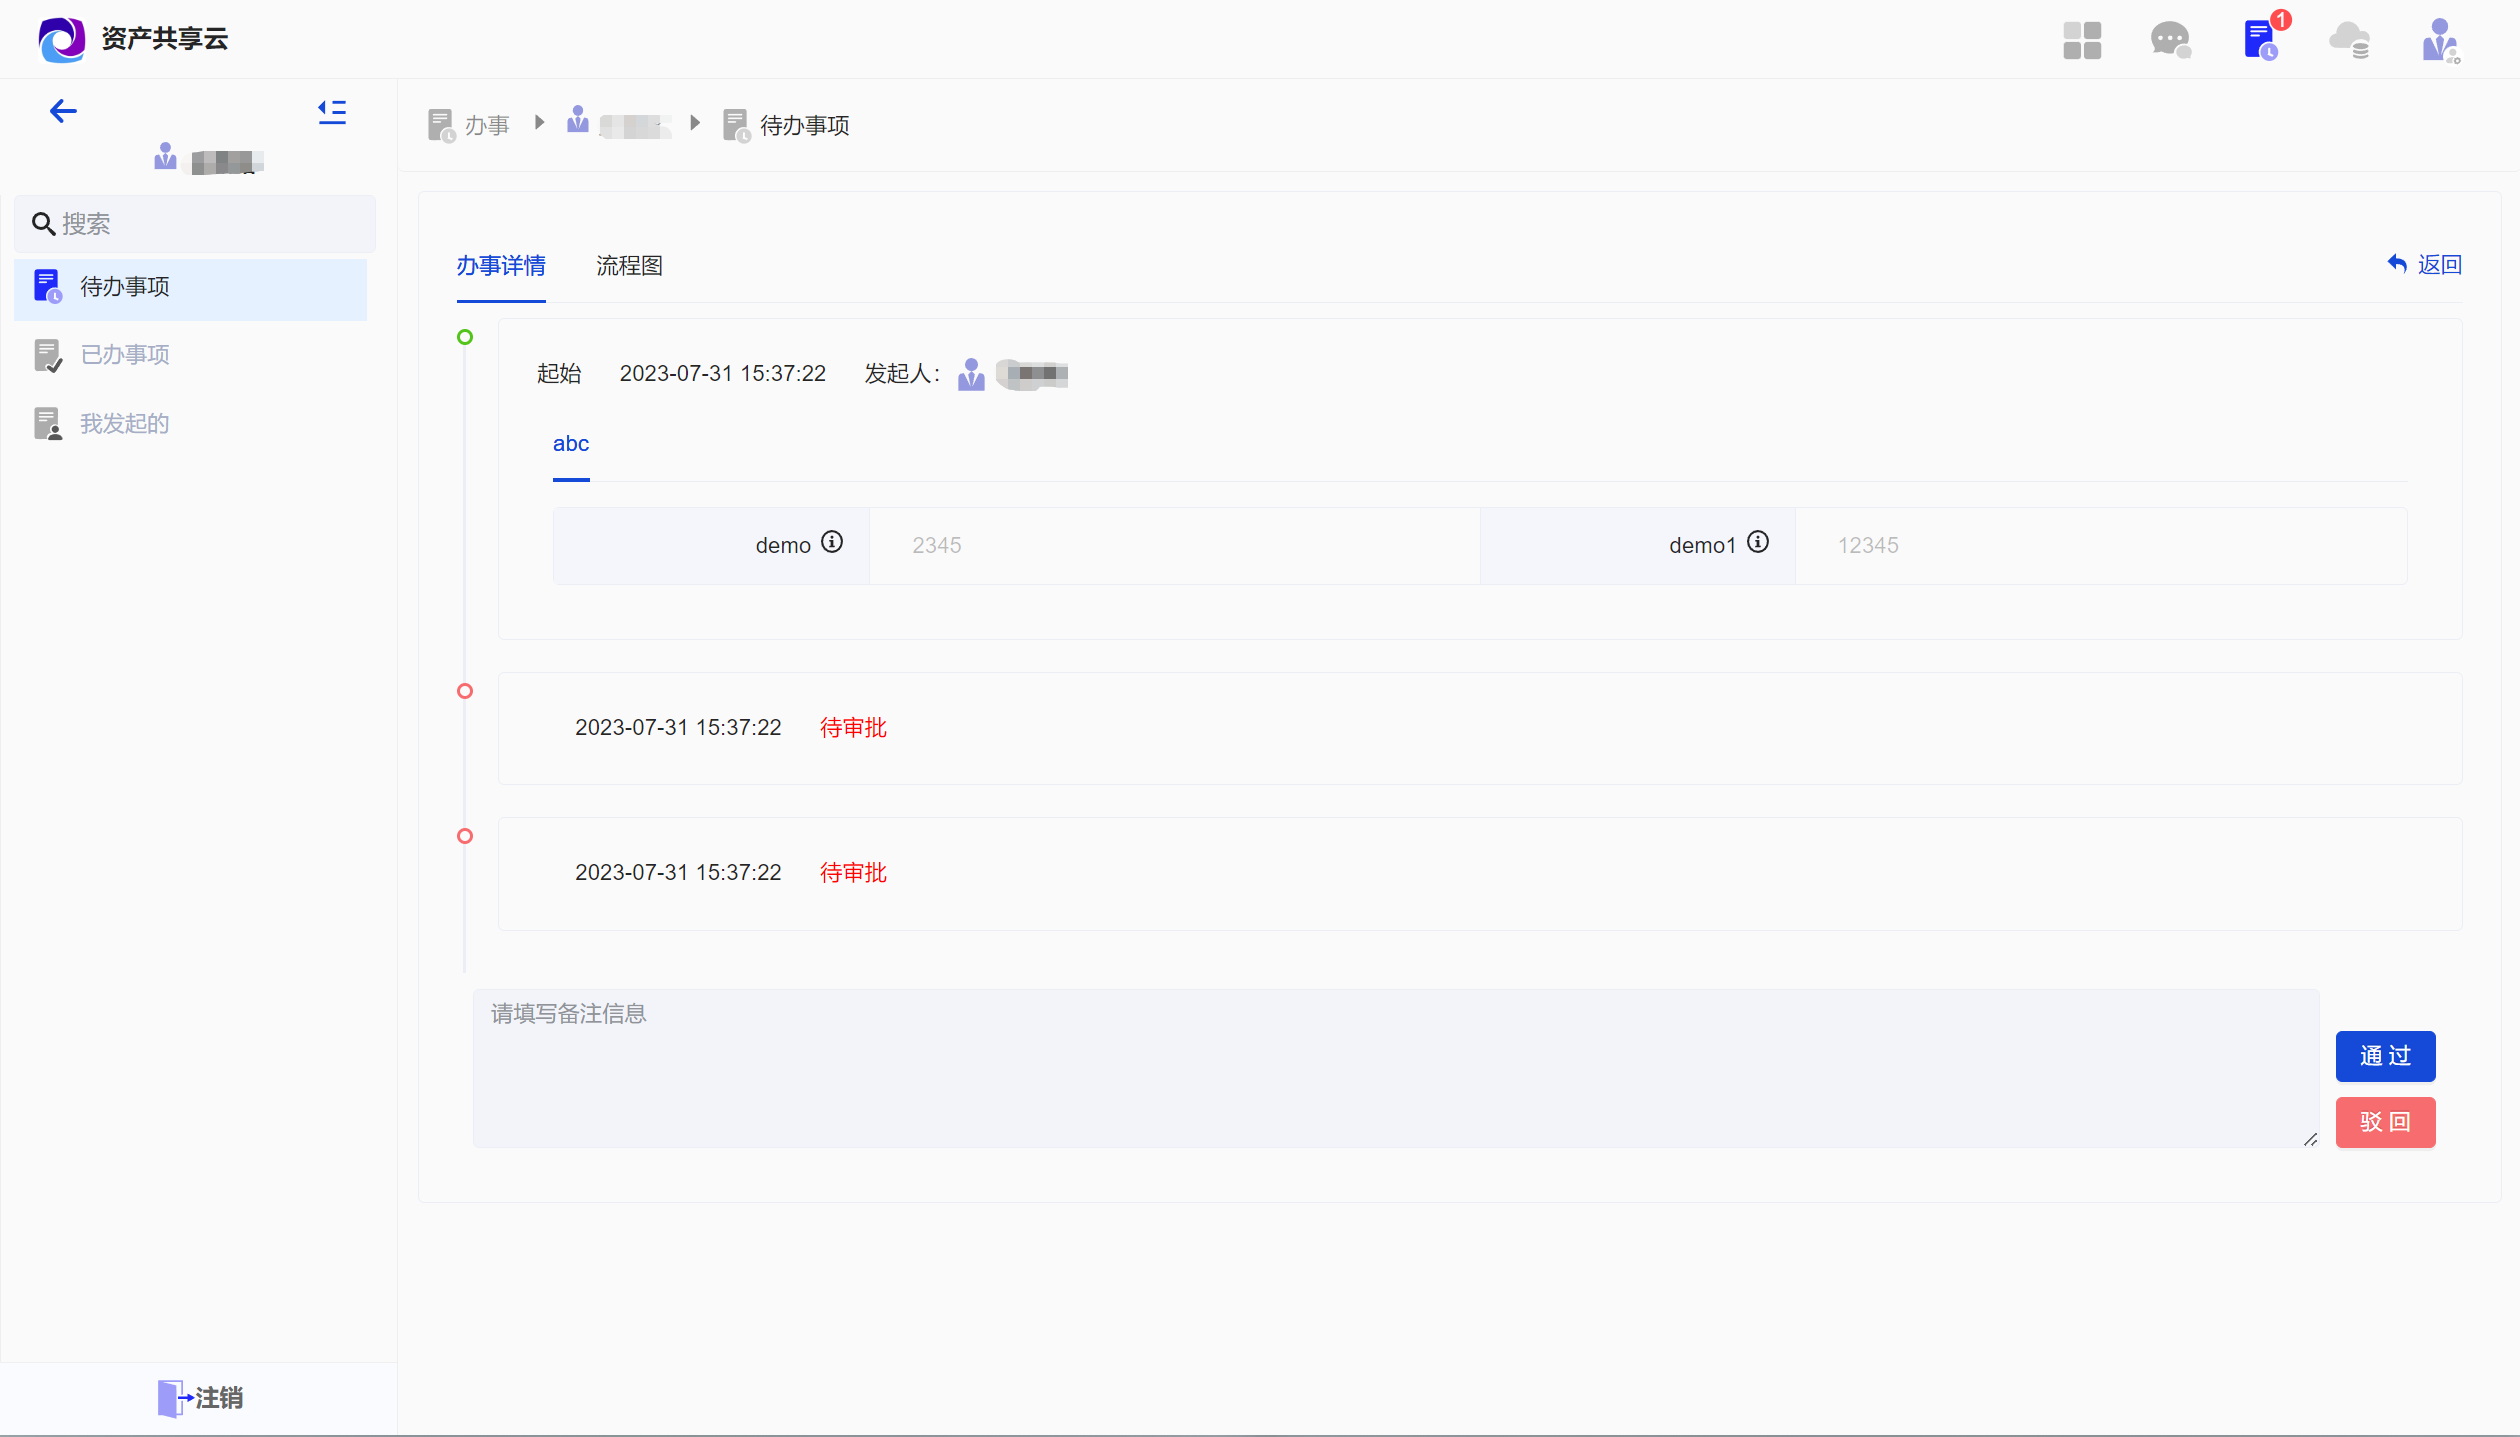 资产共享云
1
办事
待办事项
搜索
待办事项
已办事项
我发起的
办事详情
流程图
返回
起始 2023-07-31 15:37:22 发起人：
abc
demo 2345 demo1 12345
2023-07-31 15:37:22 待审批
2023-07-31 15:37:22 待审批
请填写备注信息
通过
驳回
注销